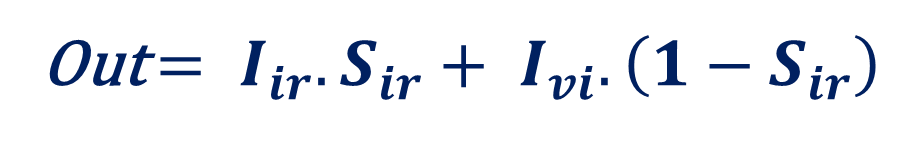 Out= I_ir. S_ir + I_vi. (1 − S_ir)